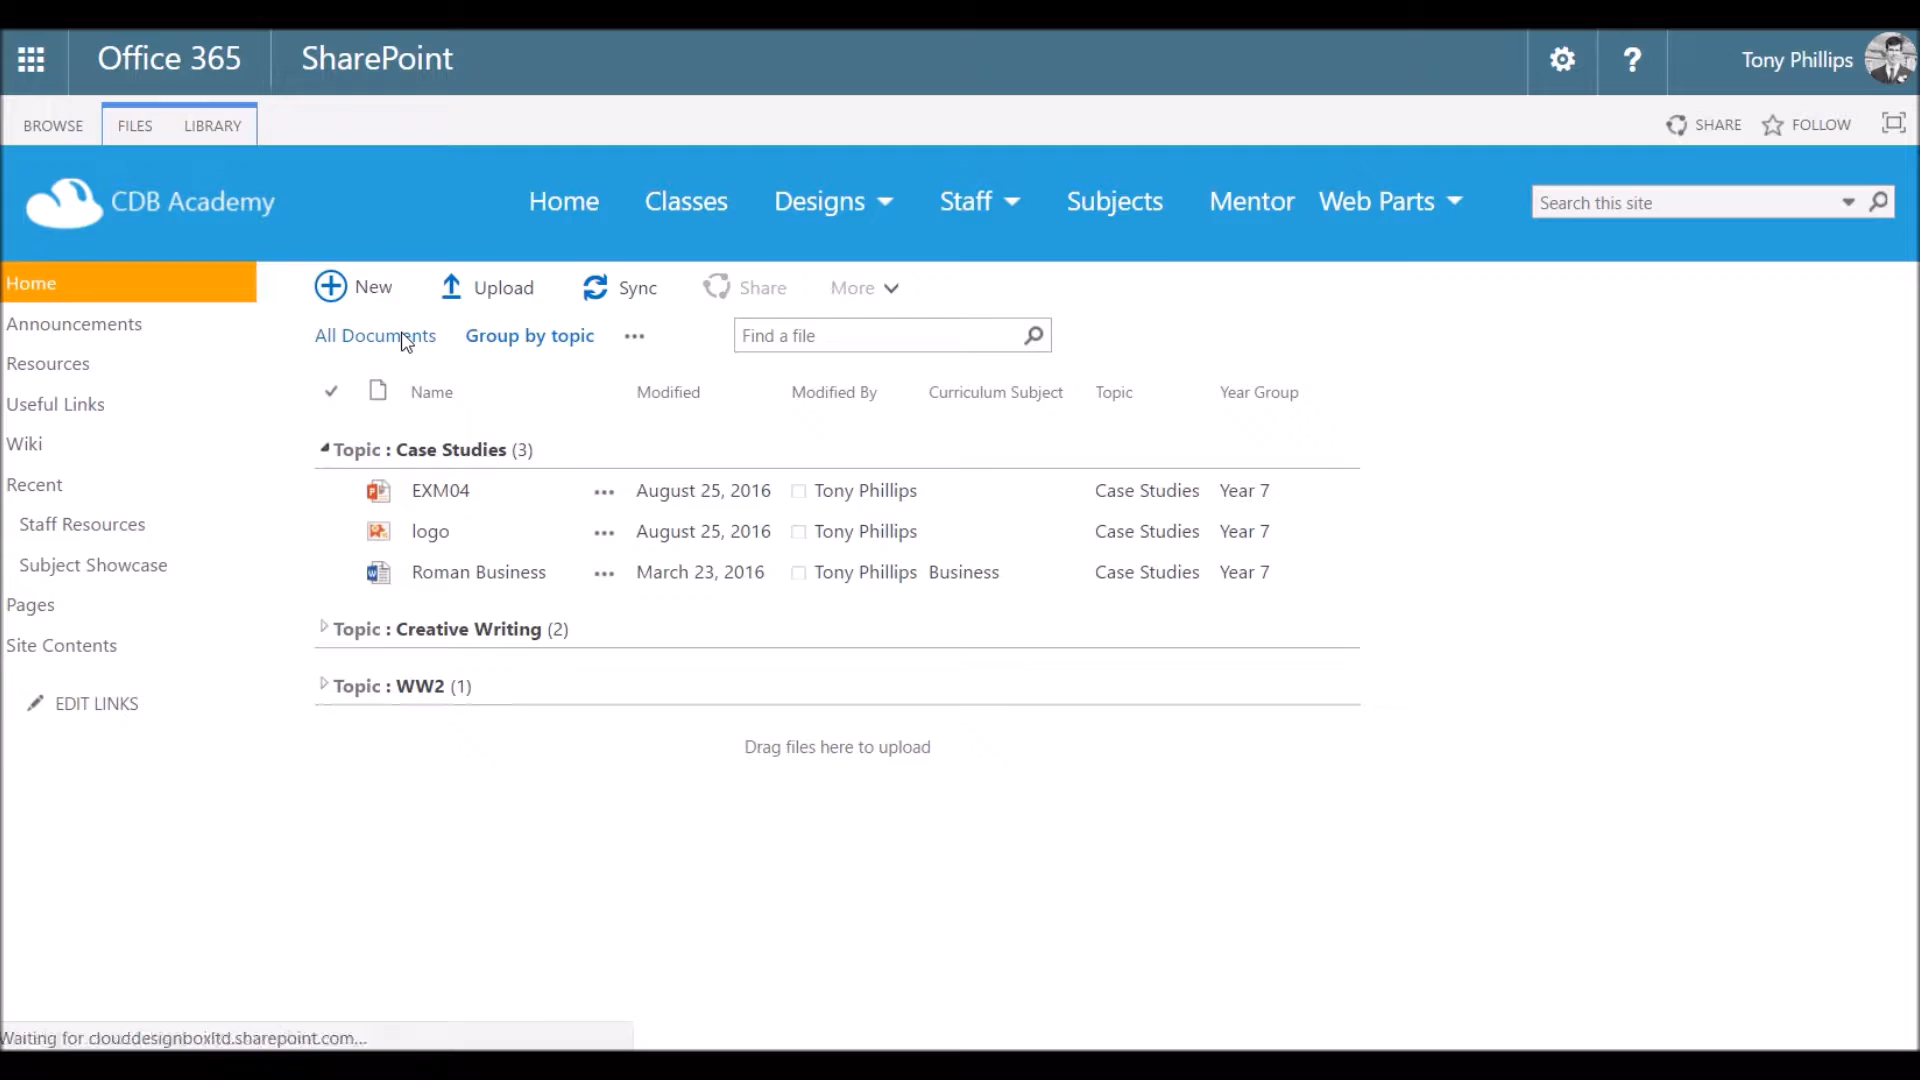 Office 365 SharePoint Tony Phillips
BROWSE FILES LIBRARY SHARE FOLLOW
CDB Academy Home Classes Designs Staff Subjects Mentor Web Parts Search this site
Home
Announcements
Resources
Useful Links
Wiki
Recent
Staff Resources
Subject Showcase
Pages
Site Contents
EDIT LINKS
New Upload Sync Share More
All Documents Group by topic ••• Find a file
Name Modified Modified By Curriculum Subject Topic Year Group
Topic : Case Studies (3)
EXM04 ••• August 25, 2016 Tony Phillips Case Studies Year 7
logo ••• August 25, 2016 Tony Phillips Case Studies Year 7
Roman Business ••• March 23, 2016 Tony Phillips Business Case Studies Year 7
Topic : Creative Writing (2)
Topic : WW2 (1)
Drag files here to upload
Waiting for clouddesignboxltd.sharepoint.com...